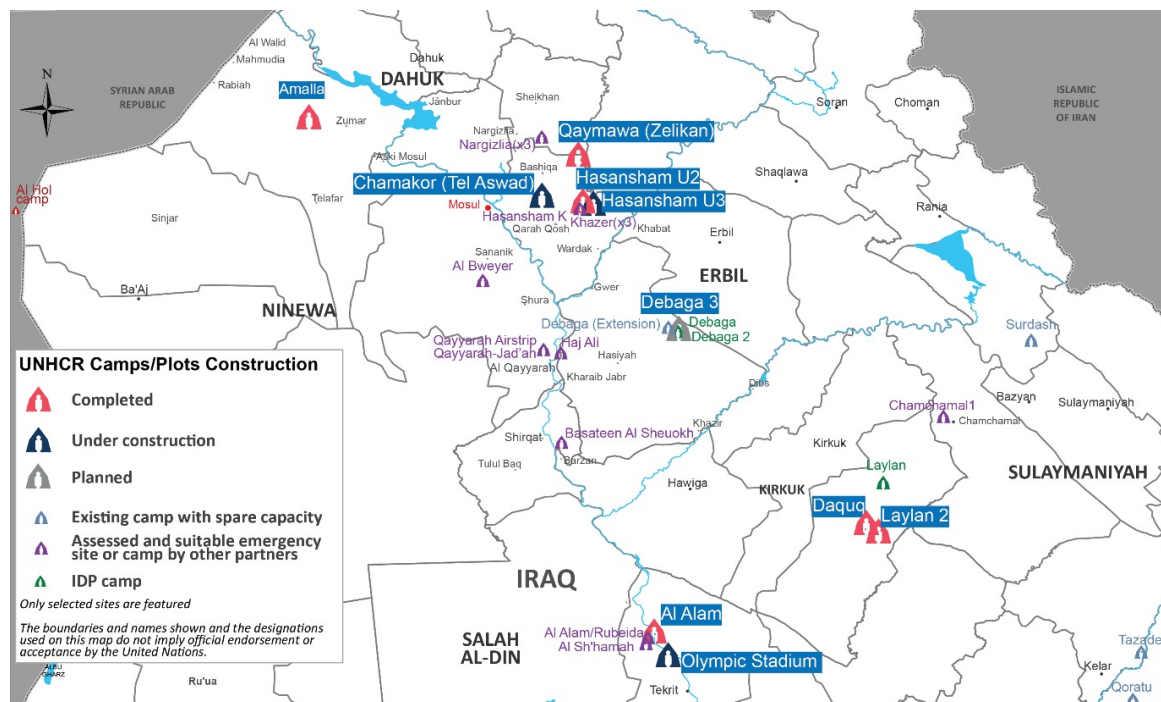 Al Walid
Mahmudia
Rabiah
SYRIAN ARAB
REPUBLIC
N
Amalla
Zumar
DAHUK
Dahuk
Jánbur
Sheikhan
Soran
Choman
ISLAMIC
REPUBLIC
OF IRAN
Nargizlia
Nargizlia(x3)
Qaymawa (Zelikan)
Aski Mosul
Bashiqa
Chamakor (Tel Aswad)
Hasansham U2
Hasansham U3
Shaqlawa
Al Hol
camp
Telafar
Mosul
Hasansham K
Khazer(x3)
Rania
Sinjar
Qarah Qosh
Khabat
Erbil
Sananik
Wardak
Al Bweyer
ERBIL
Ba'Aj
Gwer
NINEWA
Shura
Debaga 3
Debaga (Extension)
Debaga
Debaga 2
Surdash
Qayyarah Airstrip
Qayyarah-Jad'ah
Haj Ali
Hasiyah
Al Qayyarah
Kharaib Jabr
Dibs
Bazyan
Sulaymaniyah
Chamchamal1
Chamchamal
Shirqat
Basateen Al Sheuokh
Khazir
Kirkuk
Tulul Baq
Burzan
Laylan
Hawiga
KIRKUK
SULAYMANIYAH
Daquq
Laylan 2
IRAQ
Al Alam
SALAH
AL-DIN
Al Alam/Rubeida
Al Sh'hamah
Olympic Stadium
Tazade
Kelar
Qoratu
Tekrit
Ru'ua
UNHCR Camps/Plots Construction
Completed
Under construction
Planned
Existing camp with spare capacity
Assessed and suitable emergency
site or camp by other partners
IDP camp
Only selected sites are featured
The boundaries and names shown and the designations
used on this map do not imply official endorsement or
acceptance by the United Nations.
GHARZ